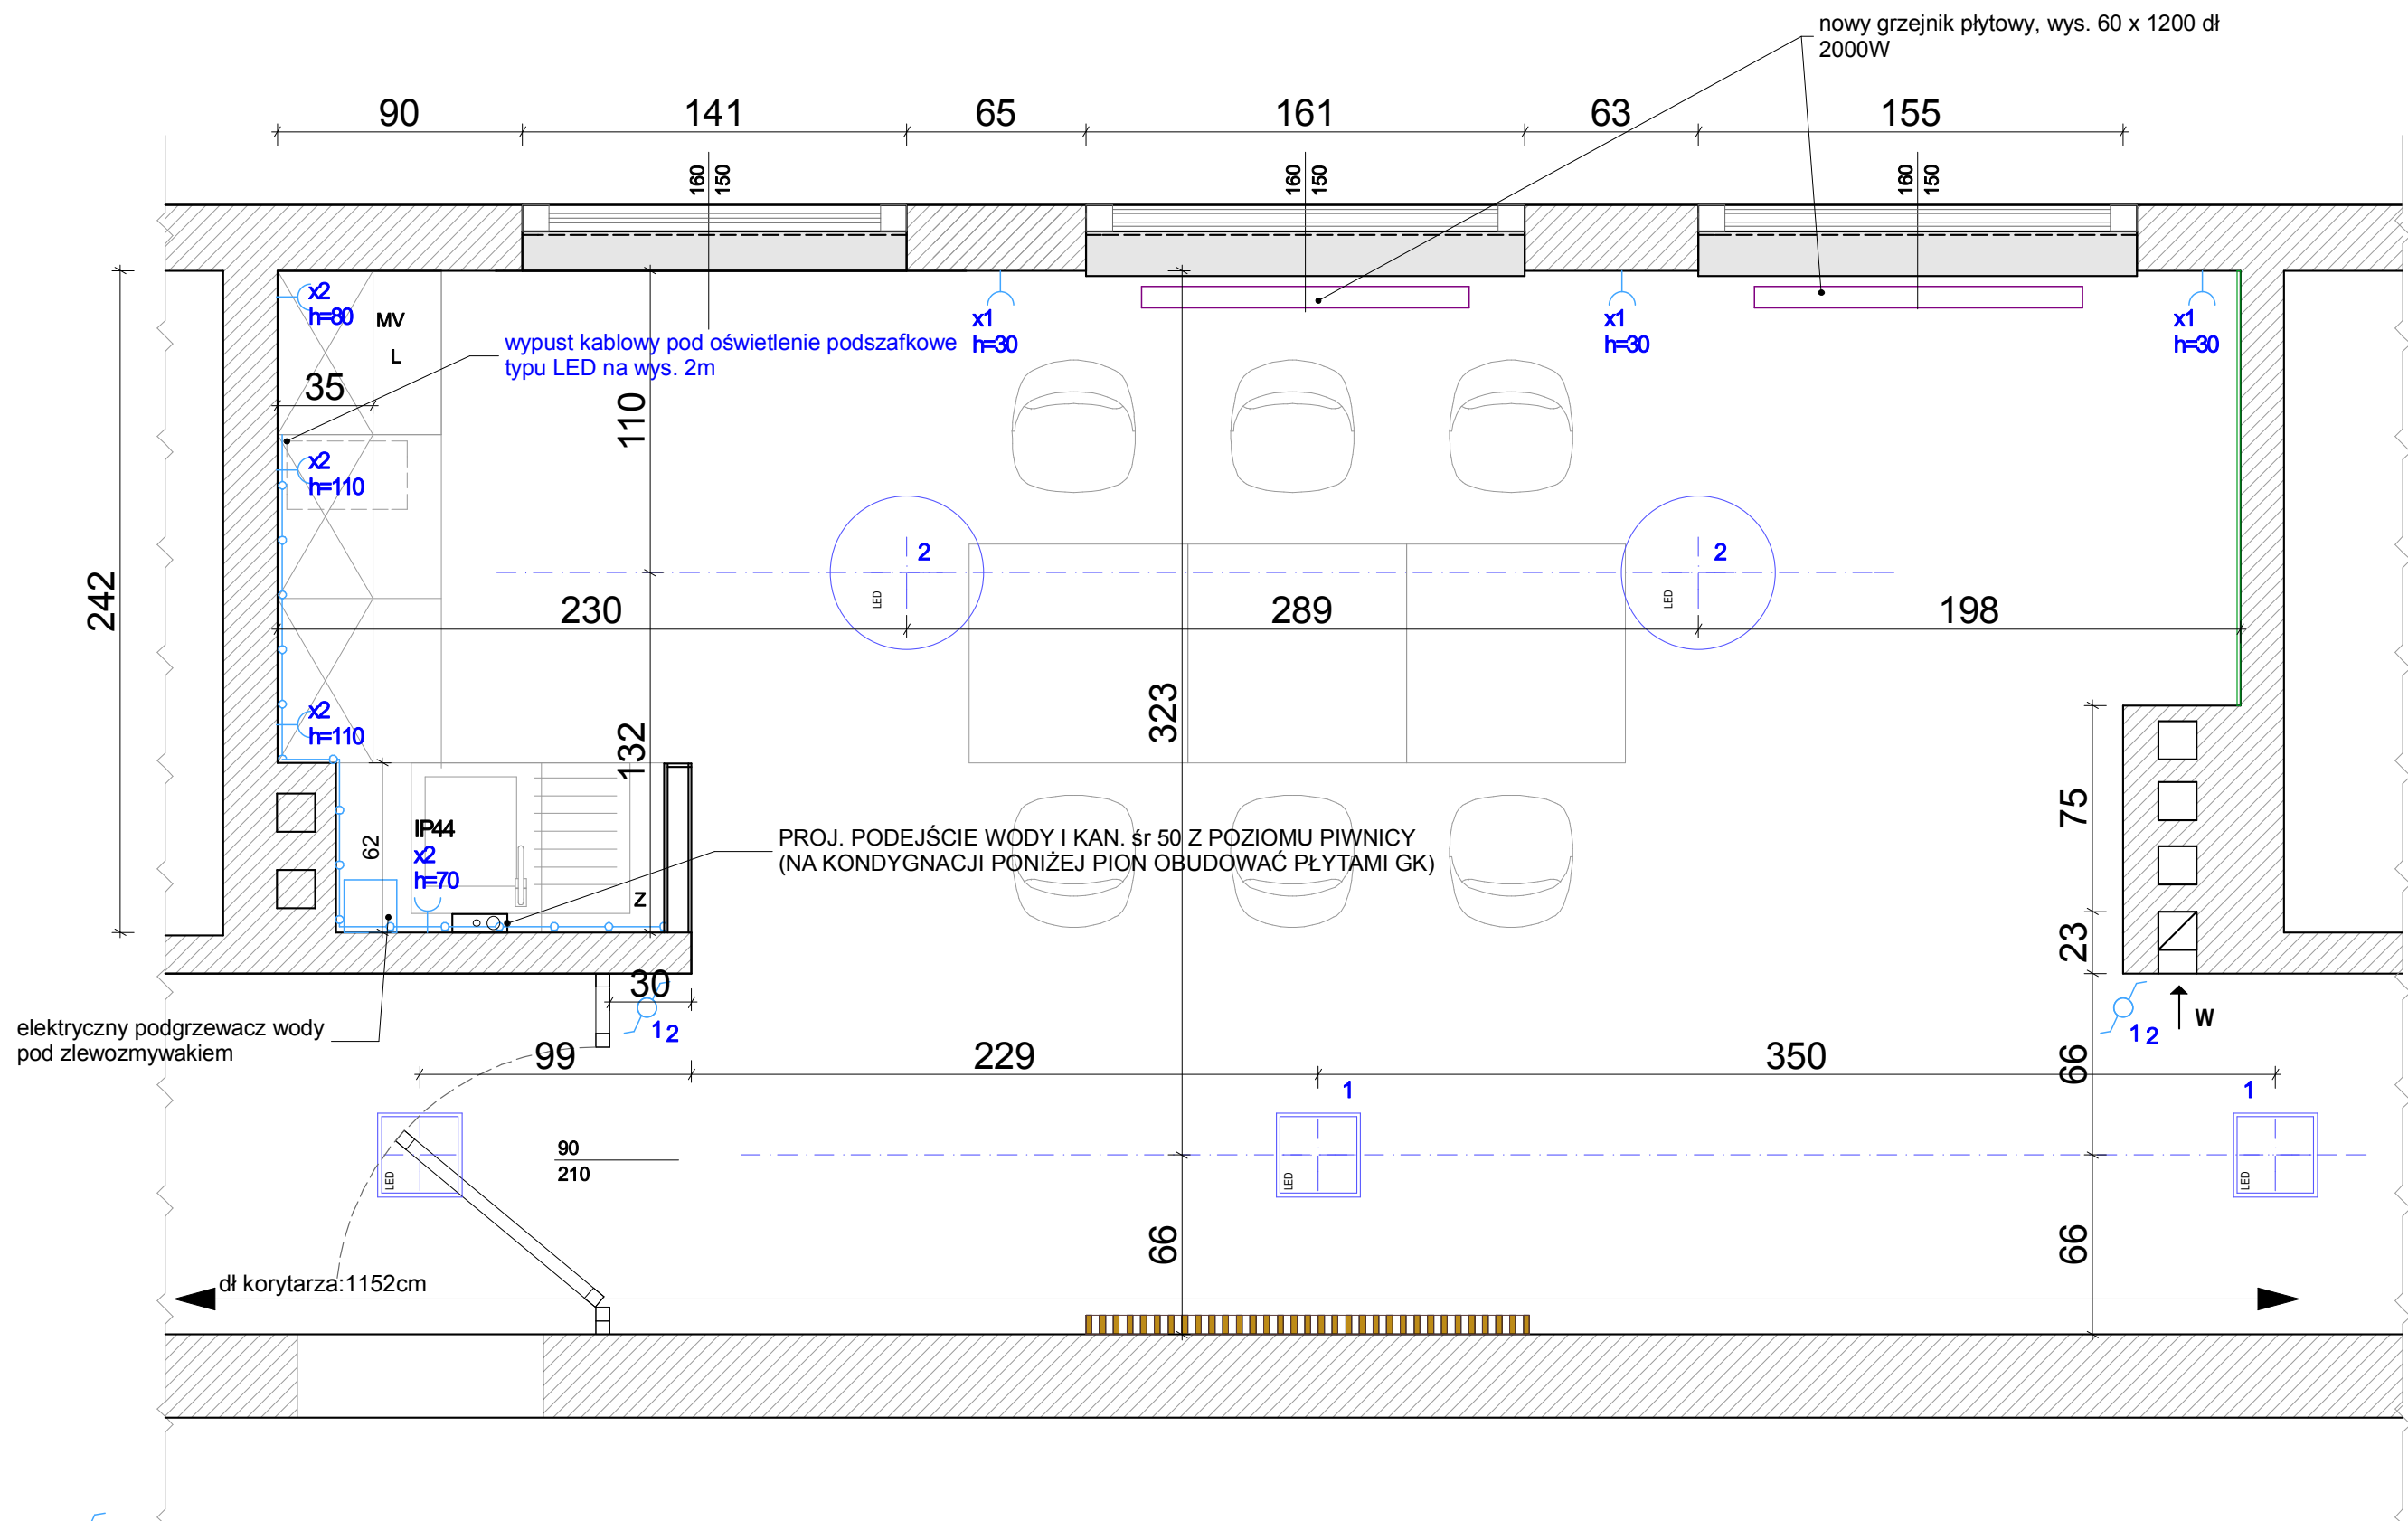 nowy grzejnik płytowy, wys. 60 x 1200 dł
2000W
90
141
65
161
63
155
160
150
160
150
160
150
x2
h=80
MV
L
wypust kablowy pod oświetlenie podszafkowe
typu LED na wys. 2m
x1
h=30
x1
h=30
x1
h=30
35
110
x2
h=110
2
LED
2
LED
242
230
289
198
x2
h=110
132
323
75
62
IP44
x2
h=70
Z
PROJ. PODEJŚCIE WODY I KAN. śr 50 Z POZIOMU PIWNICY
(NA KONDYGNACJI PONIŻEJ PION OBUDOWAĆ PŁYTAMI GK)
23
30
1 2
W
1 2
elektryczny podgrzewacz wody
pod zlewozmywakiem
99
229
350
66
1
1
90
210
LED
LED
LED
66
66
dł korytarza:1152cm